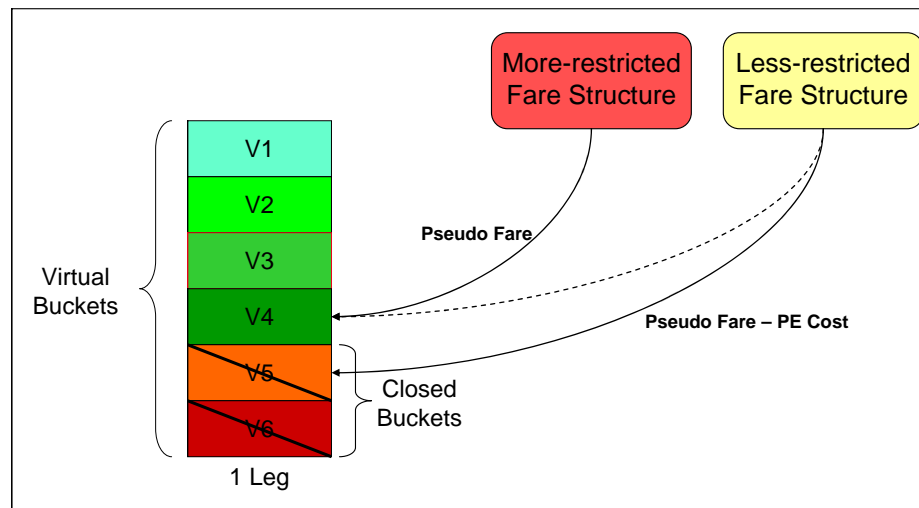 More-restricted
Fare Structure
Less-restricted
Fare Structure
V1
V2
V3
V4
V5
V6
Virtual
Buckets
Pseudo Fare
Pseudo Fare – PE Cost
Closed
Buckets
1 Leg